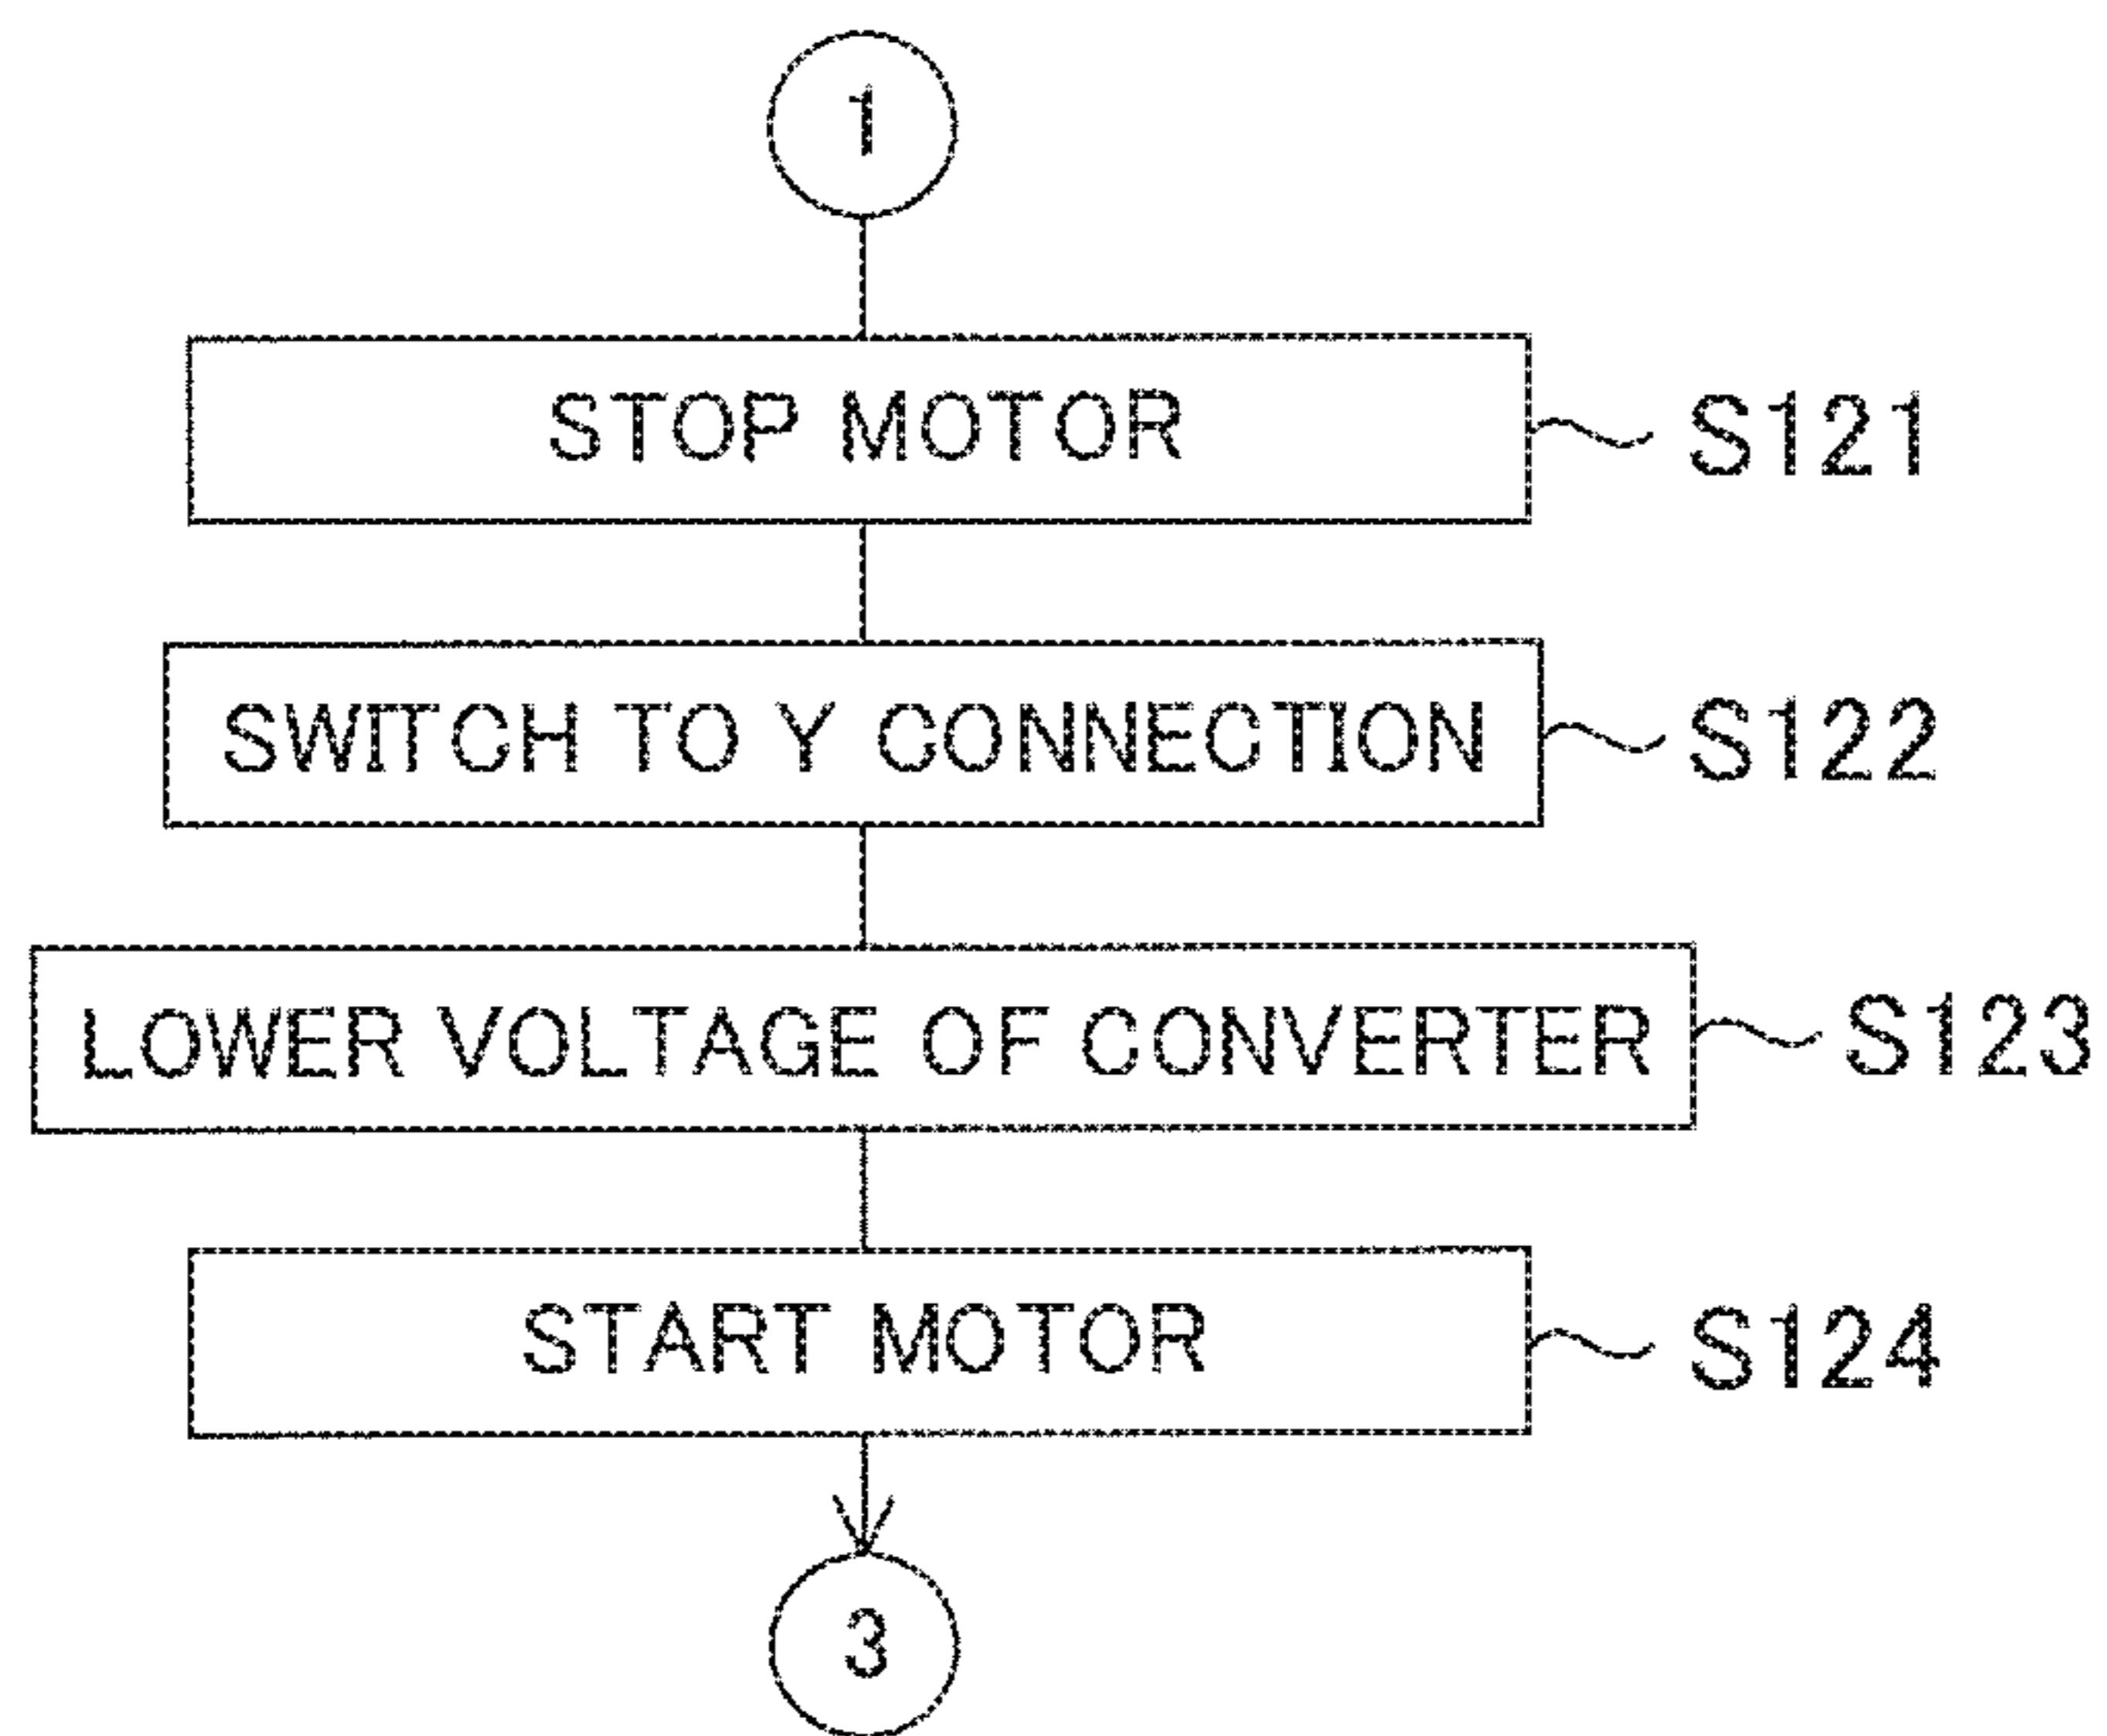 1
STOP MOTOR S121
SWITCH TO Y CONNECTION S122
LOWER VOLTAGE OF CONVERTER S123
START MOTOR S124
3